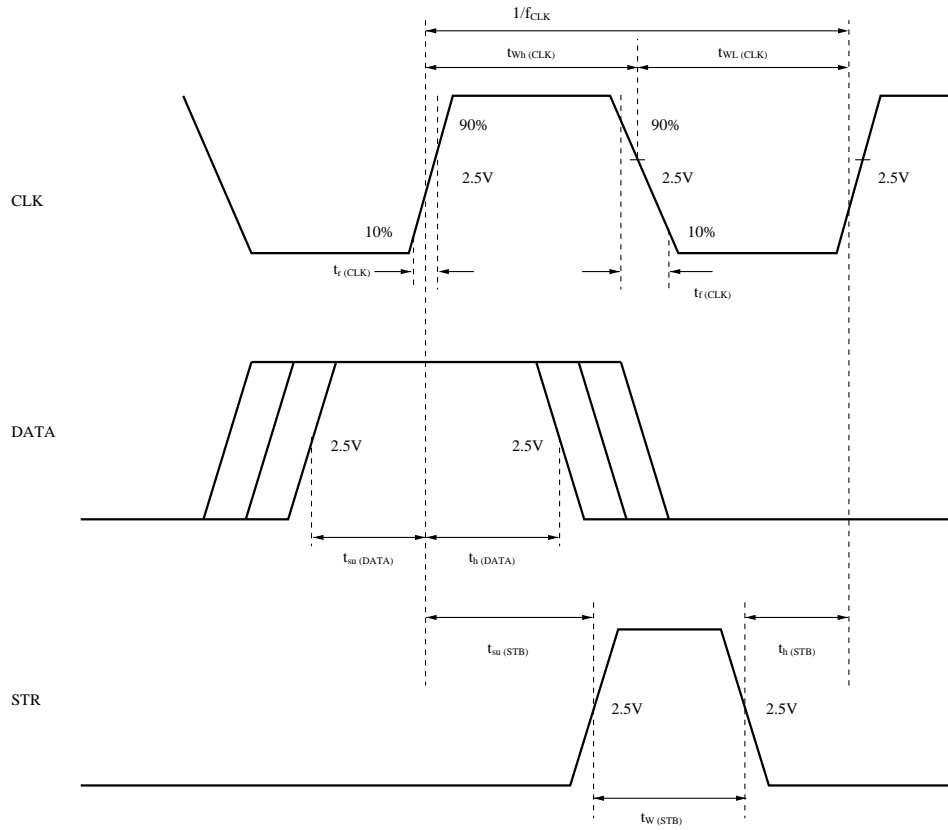 1/fCLK
tWh (CLK) tWL (CLK)
90% 90%
2.5V 2.5V 2.5V
CLK
10% 10%
tr (CLK)
tf (CLK)
DATA
2.5V 2.5V
tsu (DATA) th (DATA)
tsu (STB) th (STB)
STR
2.5V 2.5V
tW (STB)